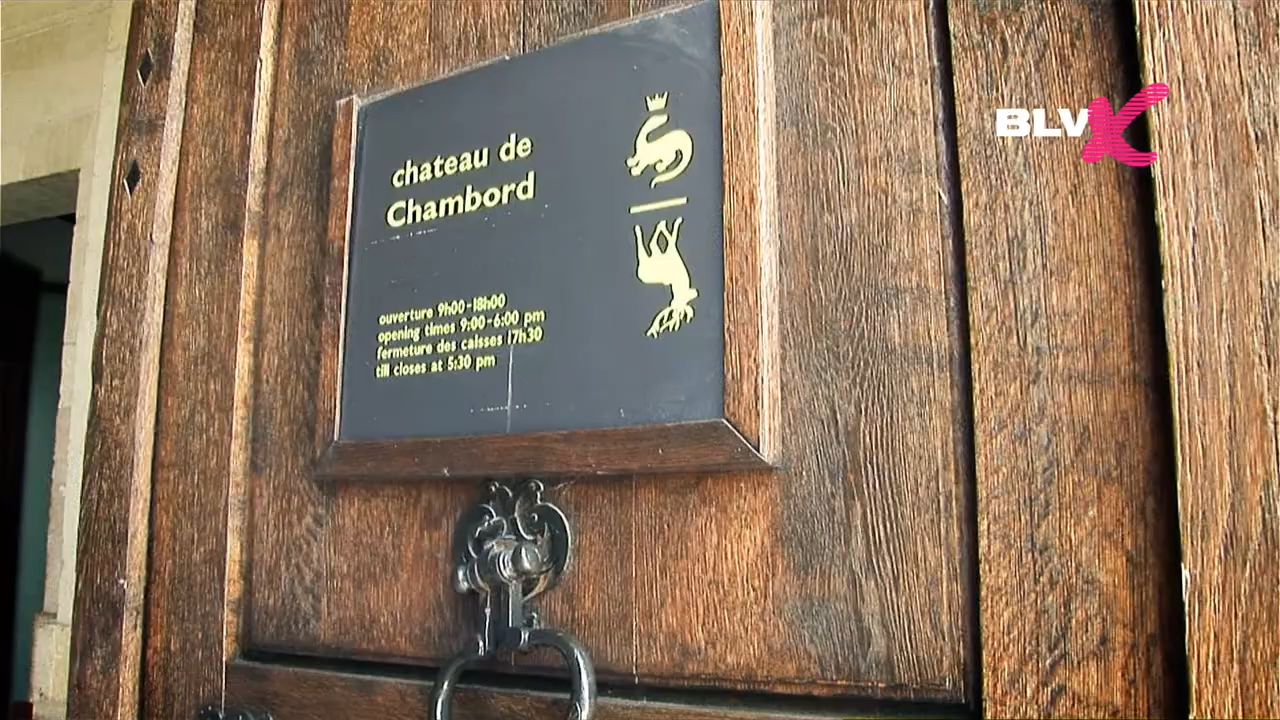 chateau de
Chambord
ouverture 9h00-18h00
opening times 9:00-6:00 pm
fermeture des caisses 17h30
till closes at 5:30 pm
BLVX